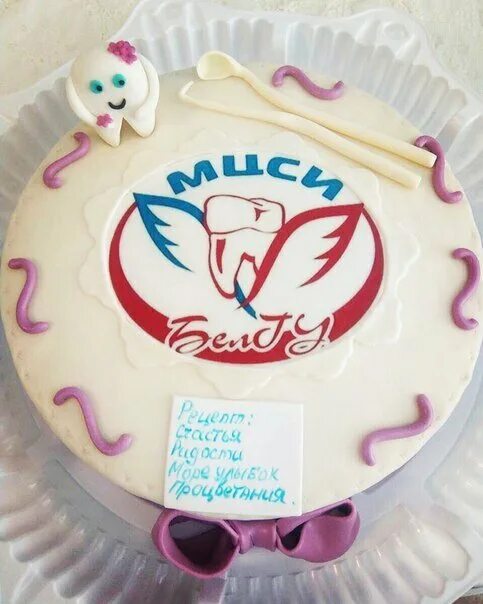 МЦСИ
БелГУ
Рецепт:
Счастья
Радости
Море улыбок
Процветания.